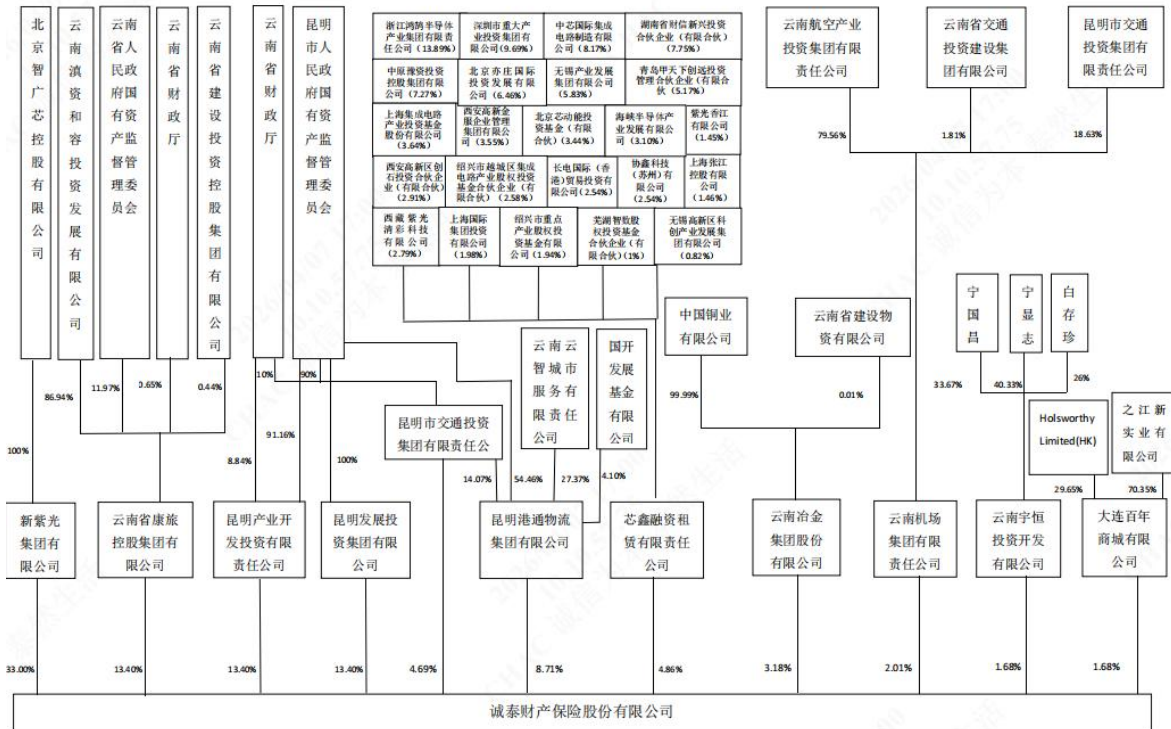 北京智广芯控股有限公司
云南滇资和容投资发展有限公司
云南省人民政府国有资产监督管理委员会
云南省财政厅
云南省建设投资控股集团有限公司
云南省财政厅
昆明市人民政府国有资产监督管理委员会
浙江鸿鹄半导体
产业集团有限责
任公司（13.89%）
深圳市重大产
业投资集团有
限公司(9.69%)
中芯国际集成
电路制造有限
公司（8.17%）
湖南省财信新兴投资
合伙企业（有限合伙）
（7.75%）
中原豫资投资
控股集团有限
公司（7.27%）
北京亦庄国际
投资发展有限
公司（6.46%）
无锡产业发展
集团有限公司
（5.83%）
青岛甲天下创远投资
管理合伙企业（有限合
伙）（5.17%）
上海集成电路
产业投资基金
股份有限公司
（3.64%）
西安高新金
服企业管理
集团有限公
司（3.55%）
北京芯动能投
资基金（有限
合伙）（3.44%）
海峡半导体产
业发展有限公
司（3.10%）
紫光香江
有限公司
（1.45%）
西安高新区创
石投资合伙企
业（有限合伙）
（2.91%）
绍兴市越城区集成
电路产业股权投资
基金合伙企业（有
限合伙）（2.58%）
长电国际（香
港）贸易投资有
限公司（2.54%）
协鑫科技
（苏州）有
限公司
（2.54%）
上海张江
控股有限
公司
（1.46%）
西藏紫光
清彩科技
有限公司
（2.79%）
上海国际
集团投资
有限公司
（1.98%）
绍兴市重点
产业股权投
资基金有限
公司（1.94%）
芜湖智数股
权投资基金
合伙企业（有
限合伙）（1%）
无锡高新区科
创产业发展集
团有限公司
（0.82%）
云南航空产业
投资集团有限
责任公司
云南省交通
投资建设集
团有限公司
昆明市交通
投资集团有限
责任公司
79.56%
1.81%
18.63%
中国铜业
有限公司
云南省建设物
资有限公司
宁国昌
宁显志
白存珍
云南云
智城市
服务有
限责任
公司
国开
发展
基金
有限
公司
86.94%
11.97%
0.65%
0.44%
10%
90%
99.99%
0.01%
33.67%
40.33%
26%
昆明市交通投资
集团有限责任公
Holsworthy
Limited(HK)
之江新
实业有
限公司
100%
8.84%
91.16%
100%
14.07%
54.46%
27.37%
4.10%
29.65%
70.35%
新紫光
集团有
限公司
云南省康旅
控股集团有
限公司
昆明产业开
发投资有限
责任公司
昆明发展投
资集团有限
公司
昆明港通物流
集团有限公司
芯鑫融资租
赁有限责任
公司
云南冶金
集团股份
有限公司
云南机场
集团有限
责任公司
云南宇恒
投资开发
有限公司
大连百年
商城有限
公司
33.00%
13.40%
13.40%
13.40%
4.69%
8.71%
4.86%
3.18%
2.01%
1.68%
1.68%
诚泰财产保险股份有限公司